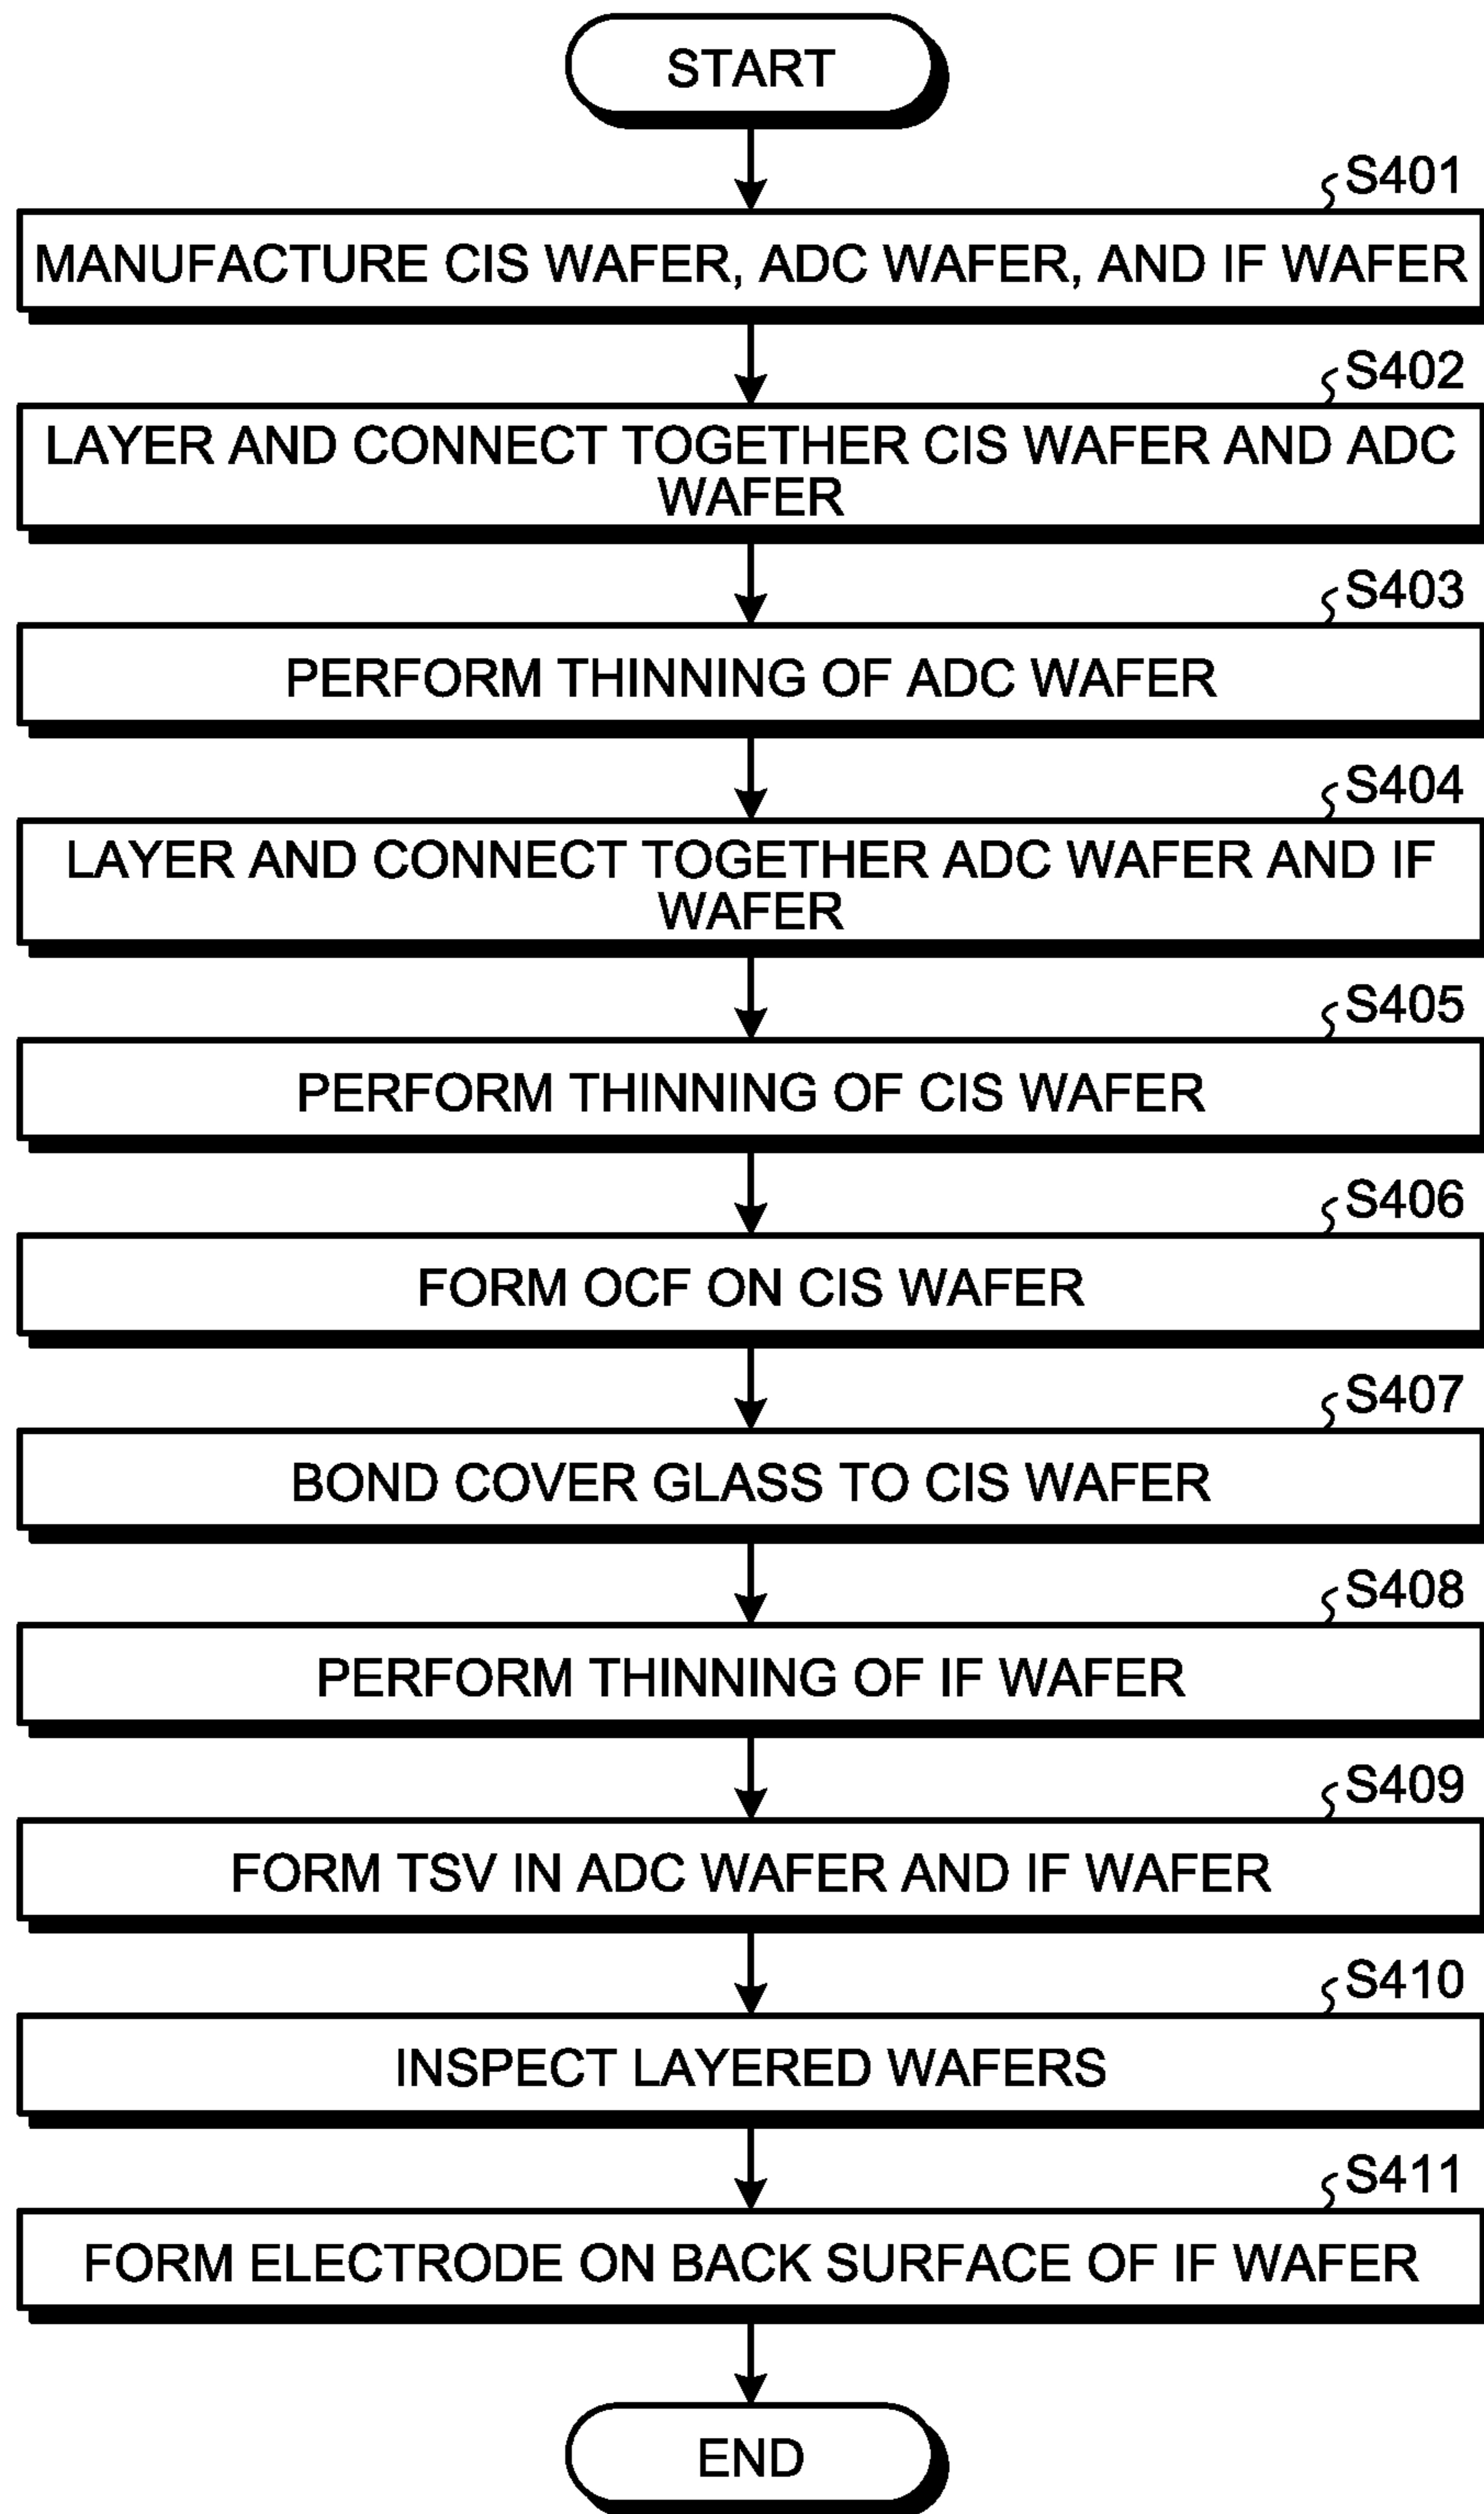 START
S401
MANUFACTURE CIS WAFER, ADC WAFER, AND IF WAFER
S402
LAYER AND CONNECT TOGETHER CIS WAFER AND ADC
WAFER
S403
PERFORM THINNING OF ADC WAFER
S404
LAYER AND CONNECT TOGETHER ADC WAFER AND IF
WAFER
S405
PERFORM THINNING OF CIS WAFER
S406
FORM OCF ON CIS WAFER
S407
BOND COVER GLASS TO CIS WAFER
S408
PERFORM THINNING OF IF WAFER
S409
FORM TSV IN ADC WAFER AND IF WAFER
S410
INSPECT LAYERED WAFERS
S411
FORM ELECTRODE ON BACK SURFACE OF IF WAFER
END